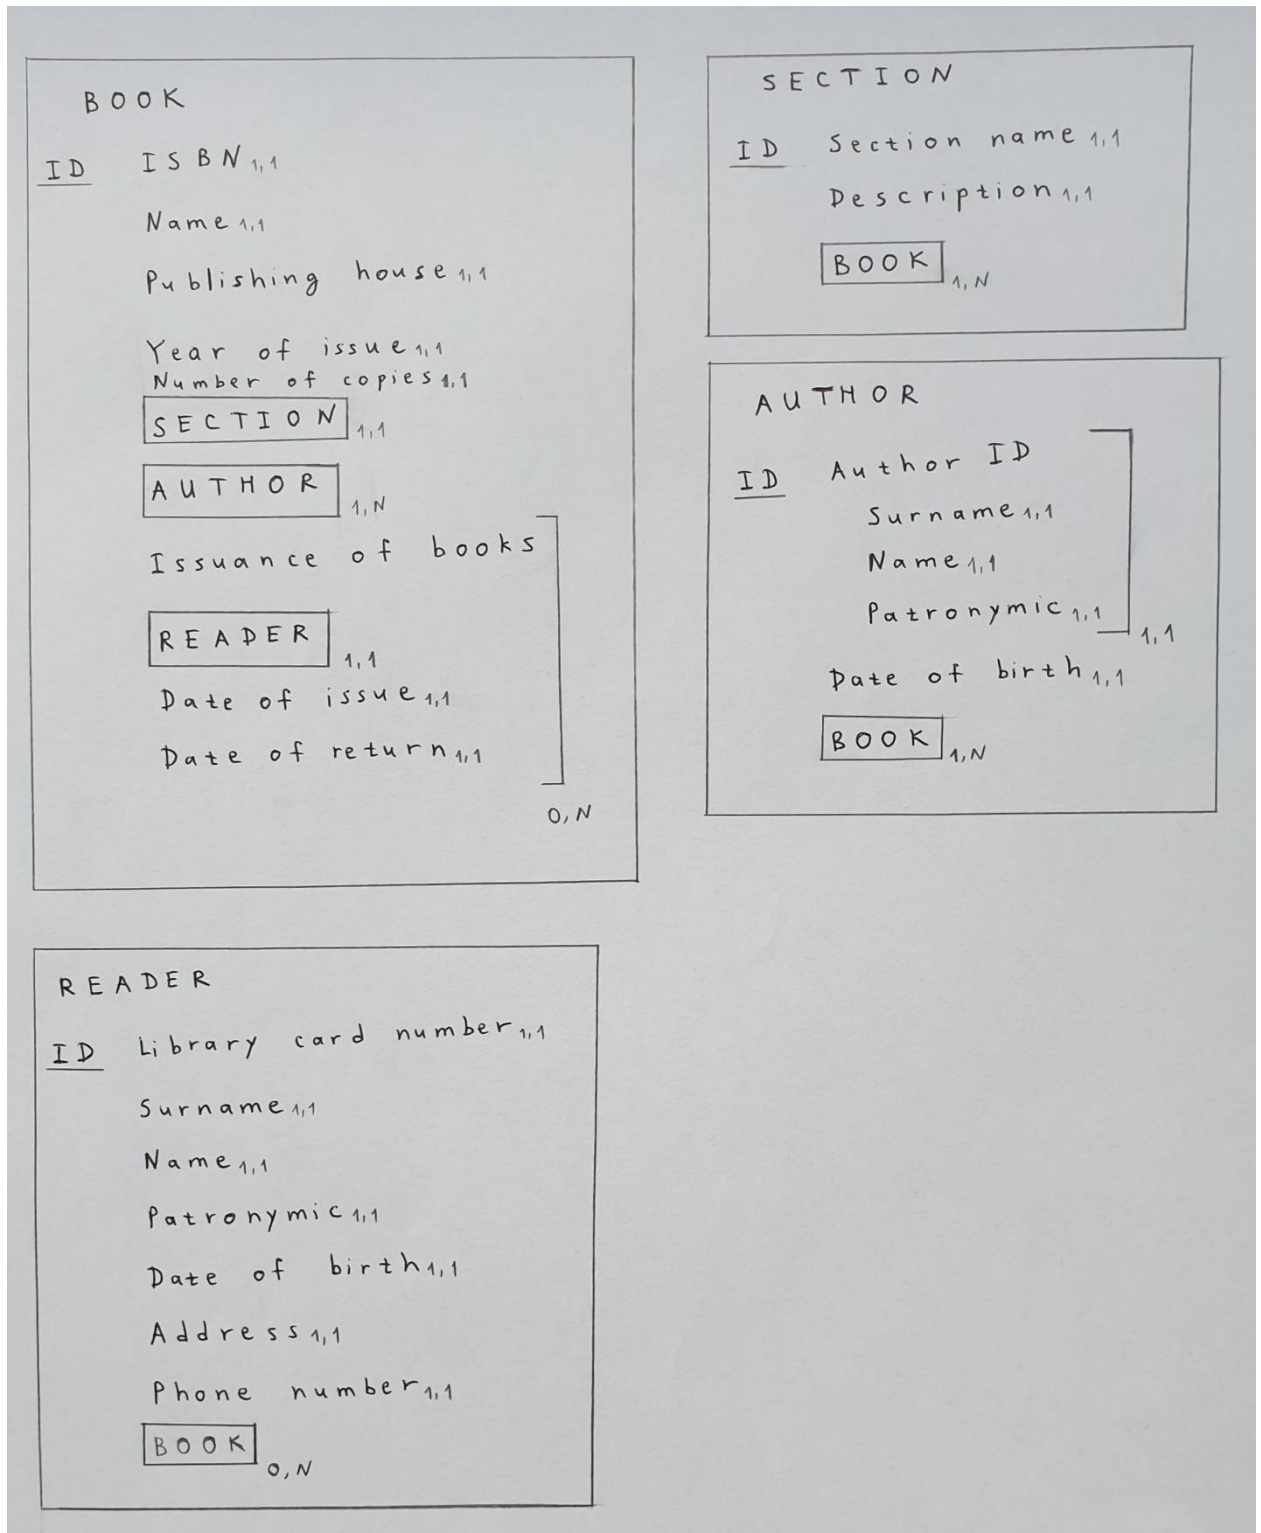 BOOK
ID ISBN 1,1
Name 1,1
Publishing house 1,1
Year of issue 1,1
Number of copies 1,1
SECTION 1,1
AUTHOR 1,N
Issuance of books
READER 1,1
Date of issue 1,1
Date of return 1,1
0,N
SECTION
ID Section name 1,1
Description 1,1
BOOK 1,N
AUTHOR
ID Author ID
Surname 1,1
Name 1,1
Patronymic 1,1
1,1
Date of birth 1,1
BOOK 1,N
READER
ID Library card number 1,1
Surname 1,1
Name 1,1
Patronymic 1,1
Date of birth 1,1
Address 1,1
Phone number 1,1
BOOK 0,N